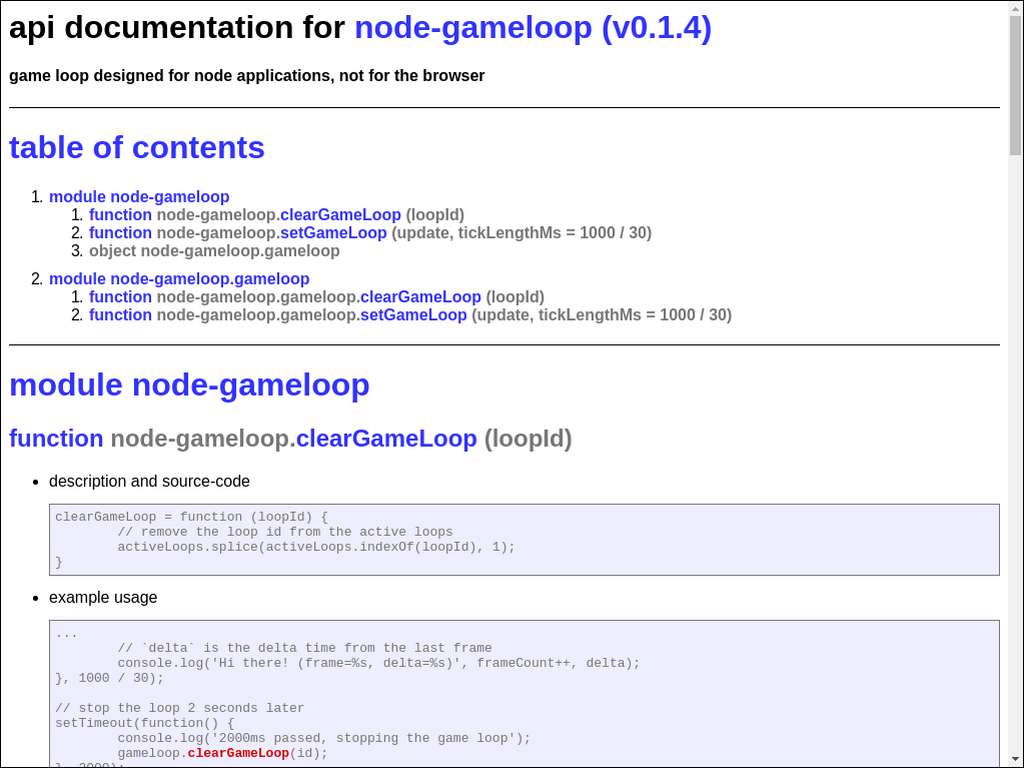 api documentation for node-gameloop (v0.1.4)
game loop designed for node applications, not for the browser
table of contents
1. module node-gameloop
1. function node-gameloop.clearGameLoop (loopId)
2. function node-gameloop.setGameLoop (update, tickLengthMs = 1000 / 30)
3. object node-gameloop.gameloop
2. module node-gameloop.gameloop
1. function node-gameloop.gameloop.clearGameLoop (loopId)
2. function node-gameloop.gameloop.setGameLoop (update, tickLengthMs = 1000 / 30)
module node-gameloop
function node-gameloop.clearGameLoop (loopId)
• description and source-code
clearGameLoop = function (loopId) {
        // remove the loop id from the active loops
        activeLoops.splice(activeLoops.indexOf(loopId), 1);
}
• example usage
...
        // `delta` is the delta time from the last frame
        console.log('Hi there! (frame=%s, delta=%s)', frameCount++, delta);
}, 1000 / 30);

// stop the loop 2 seconds later
setTimeout(function() {
        console.log('2000ms passed, stopping the game loop');
        gameloop.clearGameLoop(id);
}, 2000);